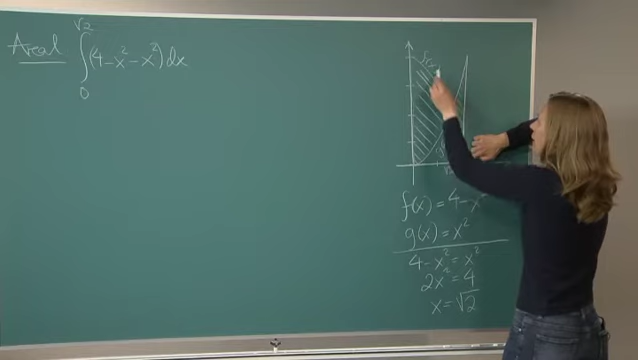 Areal ∫₀^√2 (4-x²-x²)dx
f(x)
f(x) = 4-x²
g(x) = x²
4-x² = x²
2x² = 4
x = √2